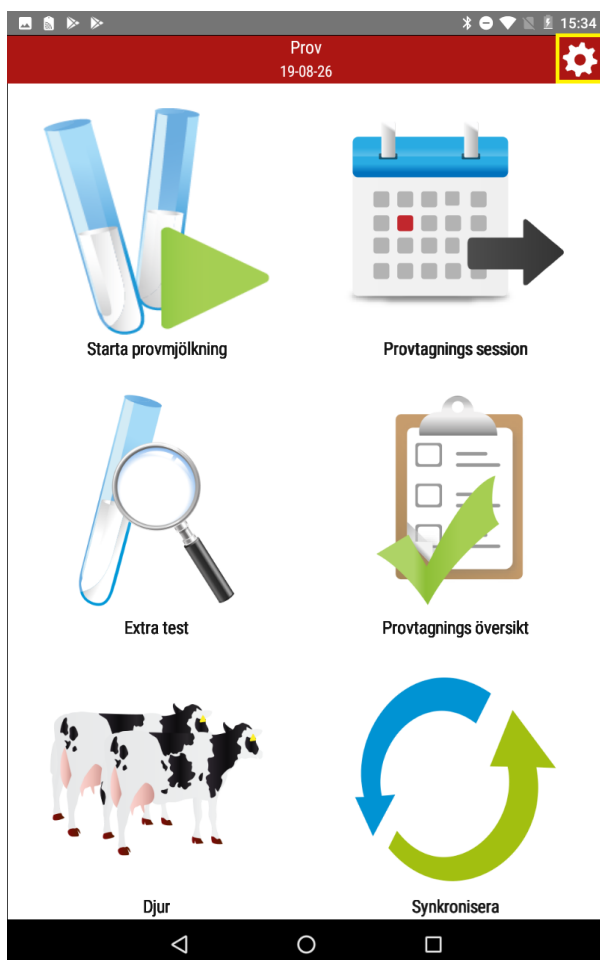 15:34
Prov
19-08-26
Starta provmjölkning
Provtagnings session
Extra test
Provtagnings översikt
Djur
Synkronisera